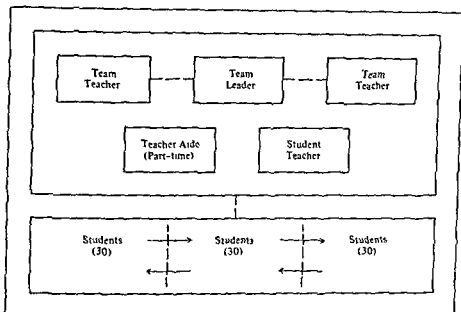 Team
Teacher
Team
Leader
Team
Teacher
Teacher Aide
(Part-time)
Student
Teacher
Students
(30)
Students
(30)
Students
(30)